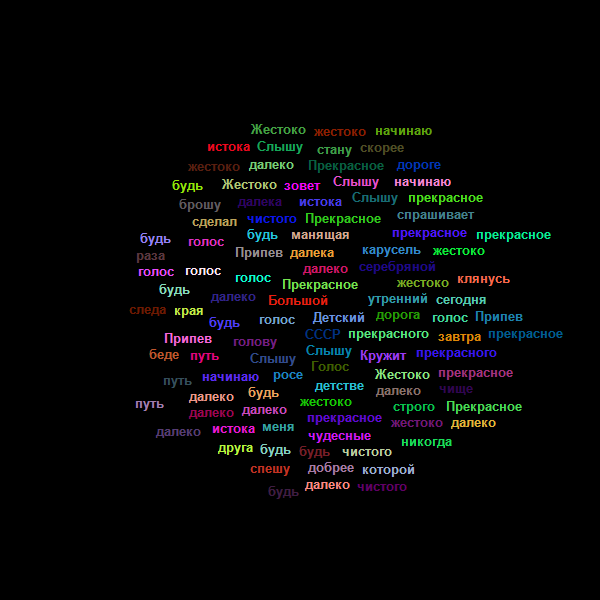 Жестоко жестоко начинаю
истока Слышу стану скорее
жестоко далеко Прекрасное дороге
будь Жестоко зовет Слышу начинаю
брошу далека истока Слышу прекрасное
сделал чистого Прекрасное спрашивает
будь голос будь манящая прекрасное прекрасное
раза Припев далека карусель жестоко
голос голос голос далеко серебряной
будь Прекрасное жестоко клянусь
далеко Большой утренний сегодня
следа края будь голос Детский дорога голос Припев
Припев голову СССР прекрасного завтра прекрасное
беде путь Слышу Слышу Кружит прекрасного
путь начинаю росе Голос Жестоко прекрасное
далеко будь детстве далеко чище
путь далеко далеко жестоко строго Прекрасное
далеко истока меня прекрасное жестоко далеко
друга будь будь чудесные чистого никогда
спешу добрее которой
будь далеко чистого